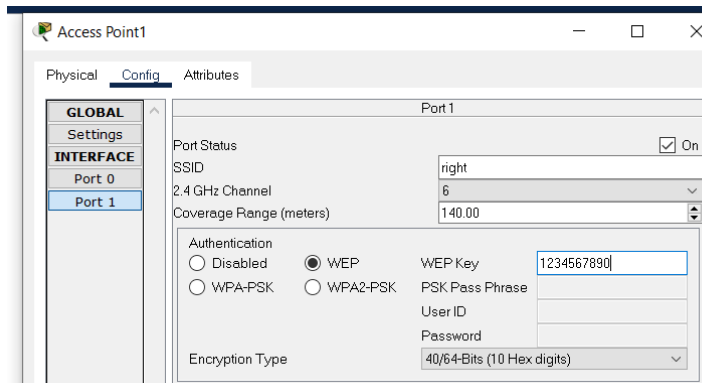 Access Point1
Physical Config Attributes
GLOBAL
Settings
INTERFACE
Port 0
Port 1
Port 1
Port Status On
SSID right
2.4 GHz Channel 6
Coverage Range (meters) 140.00
Authentication
Disabled WEP WEP Key 1234567890
WPA-PSK WPA2-PSK PSK Pass Phrase
User ID
Password
Encryption Type 40/64-Bits (10 Hex digits)